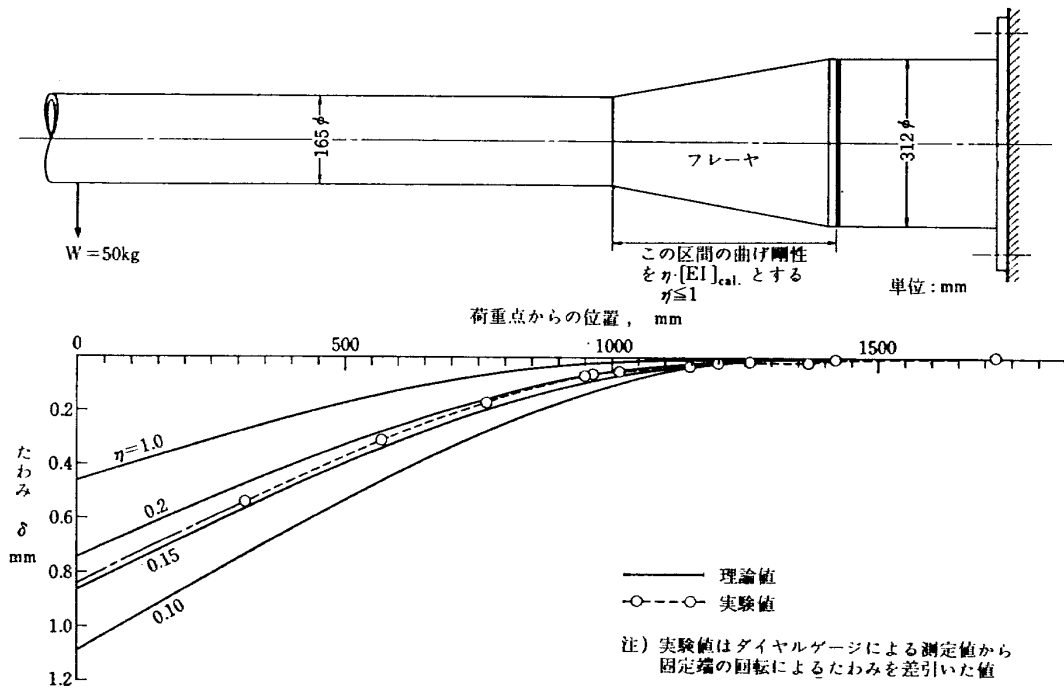 165φ
フレーヤ
312φ
W=50kg
この区間の曲げ剛性
を η·[EI]cal. とする
η≦1
単位:mm
荷重点からの位置, mm
0
500
1000
1500
0.2
0.4
0.6
0.8
1.0
1.2
たわみ δ
mm
η=1.0
0.2
0.15
0.10
理論値
実験値
注) 実験値はダイヤルゲージによる測定値から
固定端の回転によるたわみを差引いた値